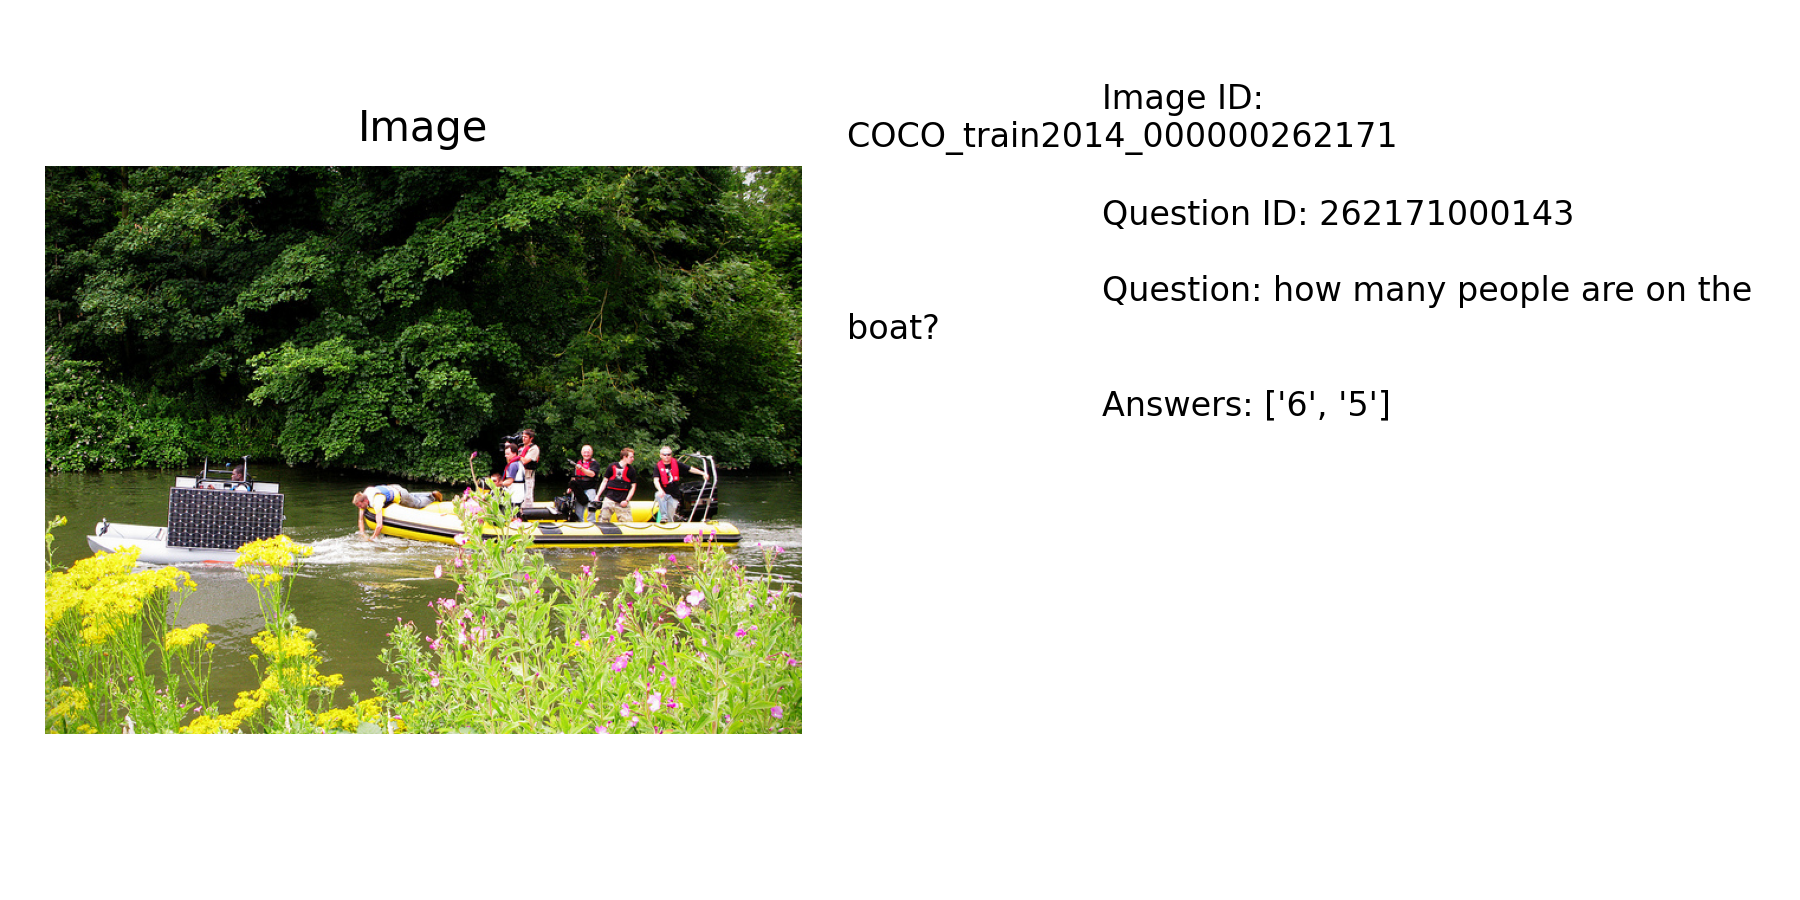 Image
Image ID:
COCO_train2014_000000262171
Question ID: 262171000143
Question: how many people are on the
boat?
Answers: ['6', '5']